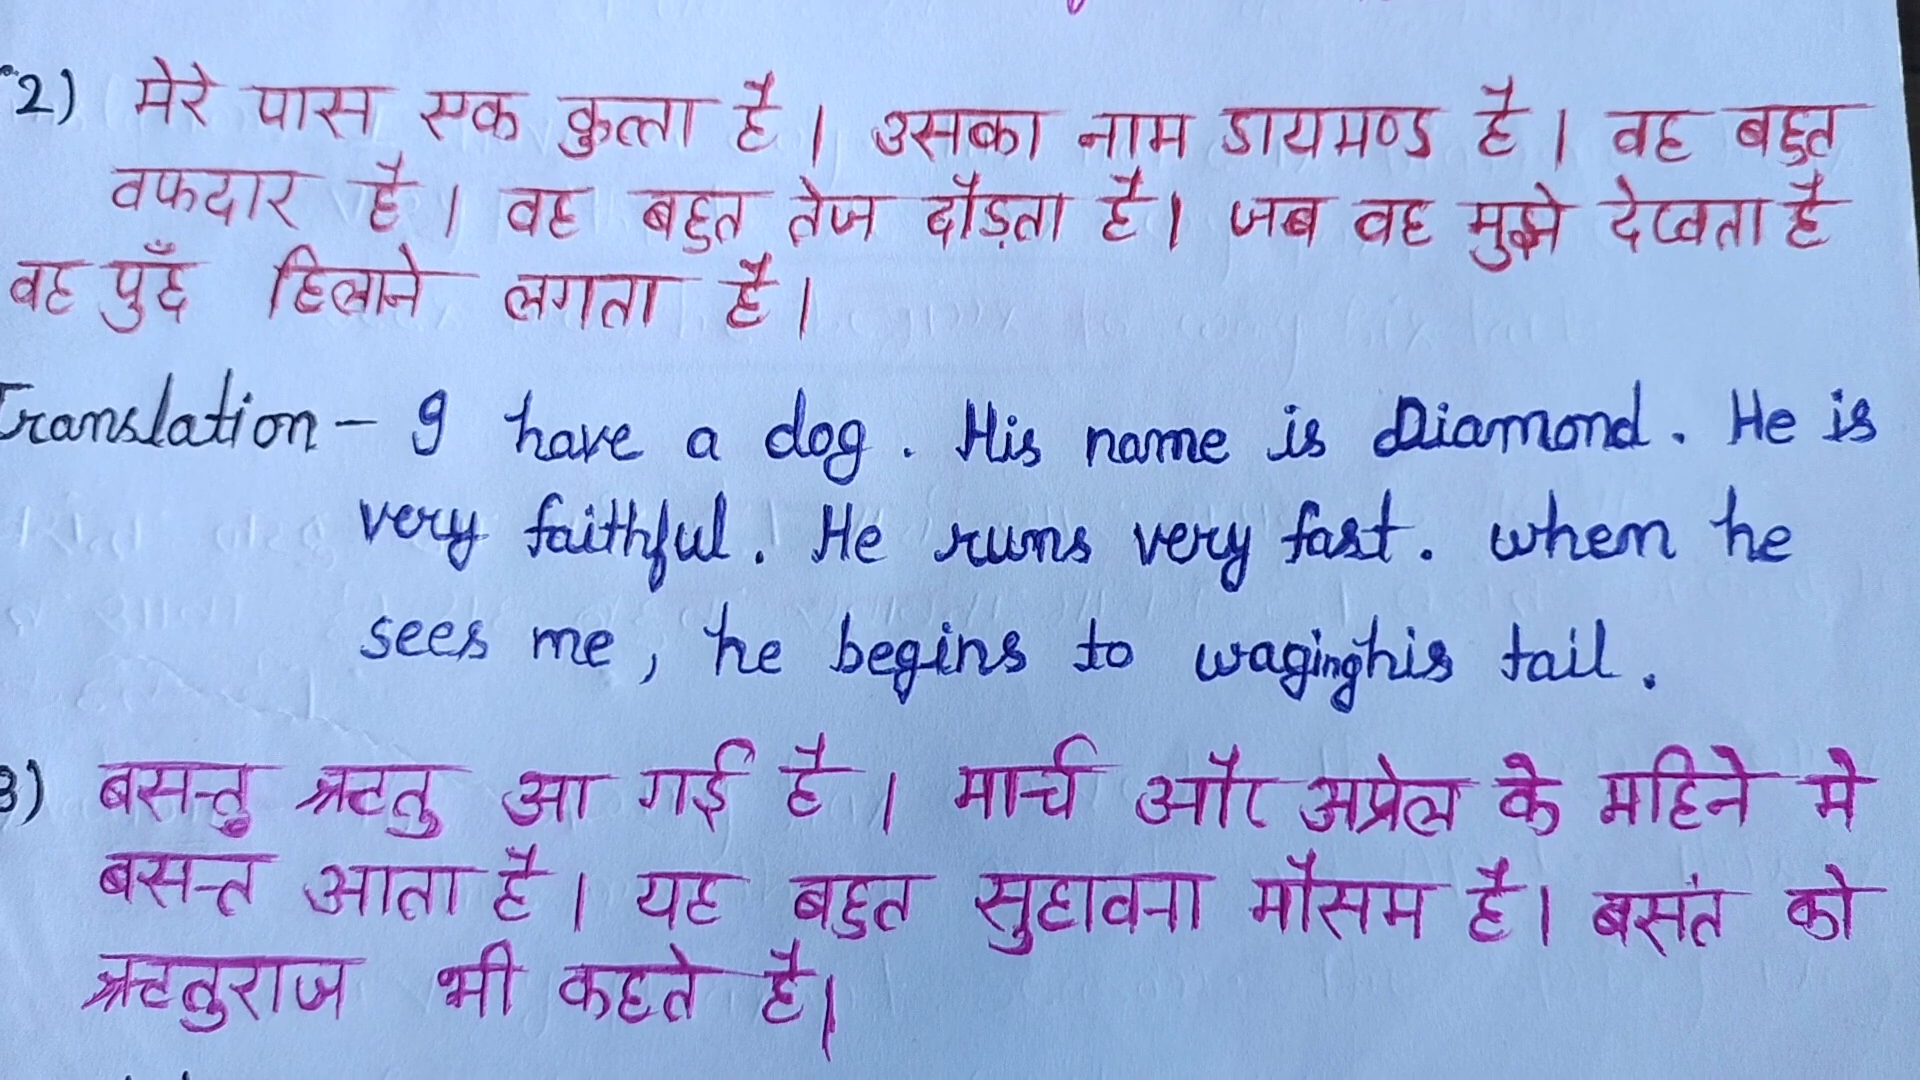 2) मेरे पास एक कुत्ता है। उसका नाम डायमण्ड है। वह बहुत
वफदार है। वह बहुत तेज दौड़ता है। जब वह मुझे देखता है
वह पुँछ हिलाने लगता है।
Translation - I have a dog. His name is Diamond. He is
very faithful. He runs very fast. when he
sees me, he begins to waginghis tail.
3) बसन्तु ऋतु आ गई है। मार्च और अप्रेल के महिने मे
बसन्त आता है। यह बहुत सुहावना मौसम है। बसंत को
ऋतुराज भी कहते है।